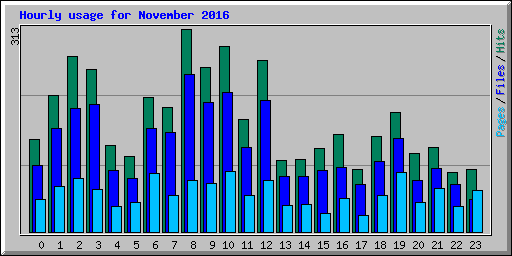 Hourly usage for November 2016
313
Pages/Files/Hits
0 1 2 3 4 5 6 7 8 9 10 11 12 13 14 15 16 17 18 19 20 21 22 23